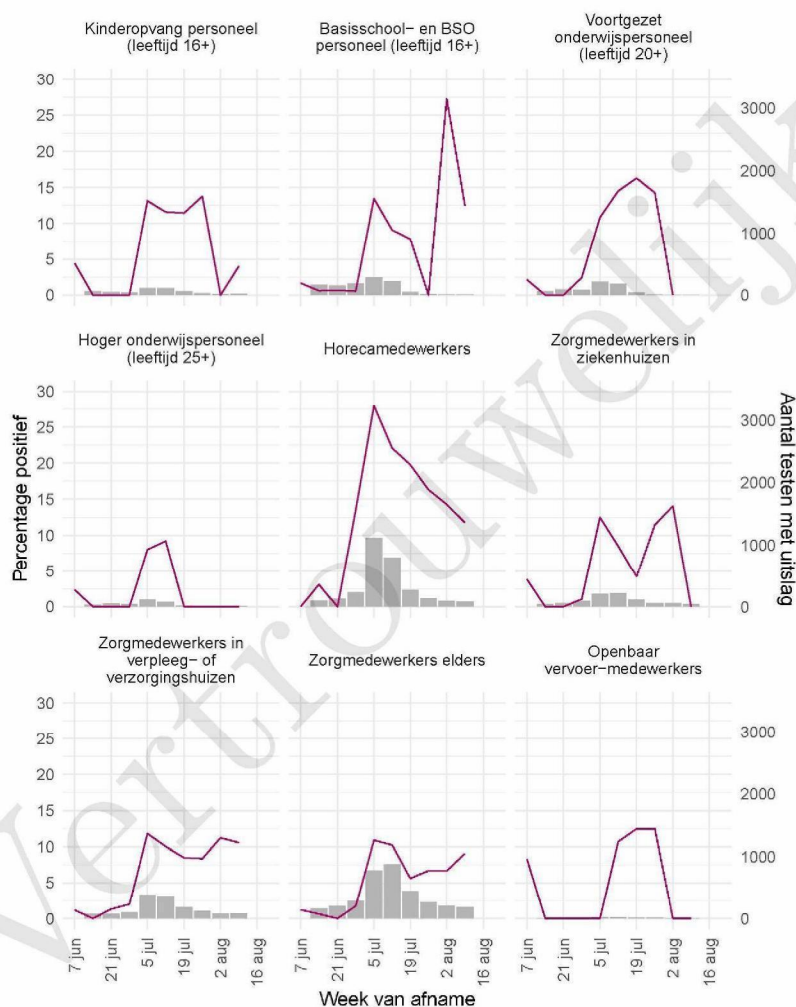 Kinderopvang personeel
(leeftijd 16+)
Basisschool- en BSO
personeel (leeftijd 16+)
Voortgezet
onderwijspersoneel
(leeftijd 20+)
30
25
20
15
10
5
0
3000
2000
1000
0
Hoger onderwijspersoneel
(leeftijd 25+)
Horecamedewerkers
Zorgmedewerkers in
ziekenhuizen
30
25
20
15
10
5
0
3000
2000
1000
0
Percentage positief
Aantal testen met uitslag
Zorgmedewerkers in
verpleeg- of
verzorgingshuizen
Zorgmedewerkers elders
Openbaar
vervoer-medewerkers
30
25
20
15
10
5
0
3000
2000
1000
0
7 jun
21 jun
5 jul
19 jul
2 aug
16 aug
7 jun
21 jun
5 jul
19 jul
2 aug
16 aug
7 jun
21 jun
5 jul
19 jul
2 aug
16 aug
Week van afname
Vertrouwelijk